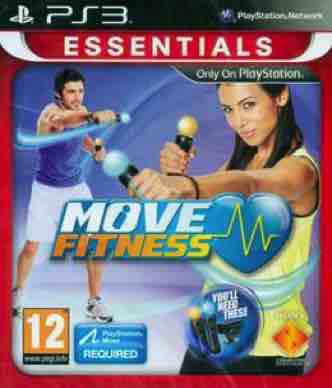 PS3
PlayStation®Network
ESSENTIALS
Only On PlayStation®
MOVE
FITNESS
12
www.pegi.info
PlayStation®
Move
REQUIRED
YOU'LL
NEED
THESE
SONY